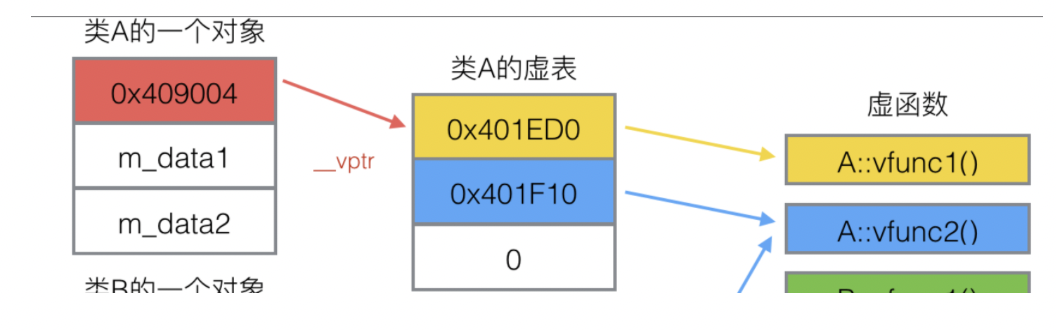 类A的一个对象
0x409004
m_data1
m_data2
__vptr
类A的虚表
0x401ED0
0x401F10
0
虚函数
A::vfunc1()
A::vfunc2()
类B的一个对象